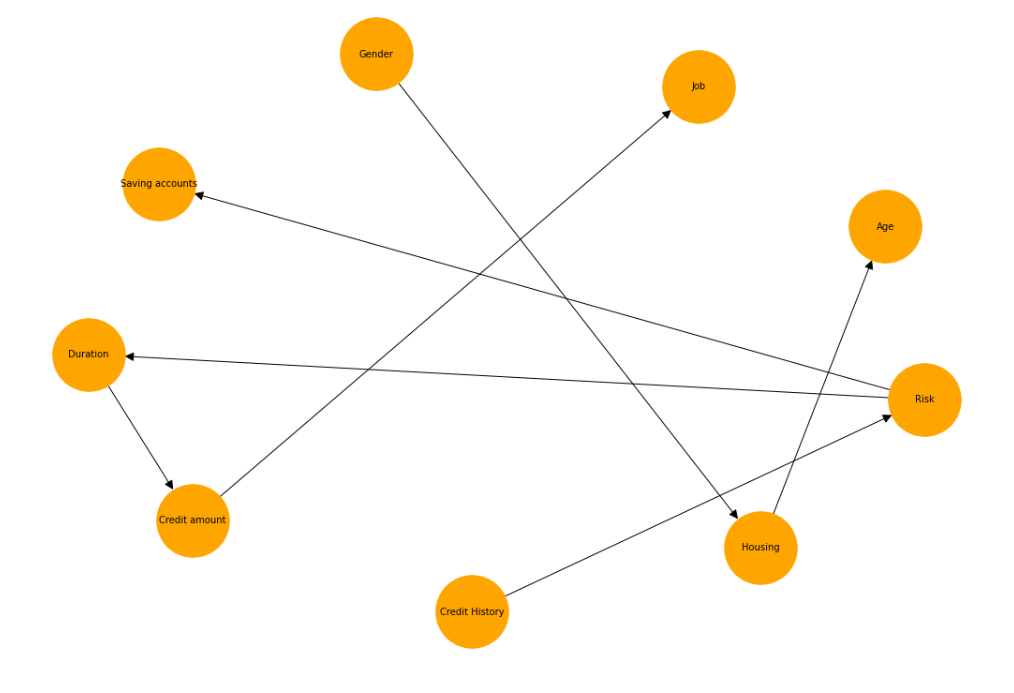 Gender
Job
Saving accounts
Age
Duration
Risk
Credit amount
Housing
Credit History